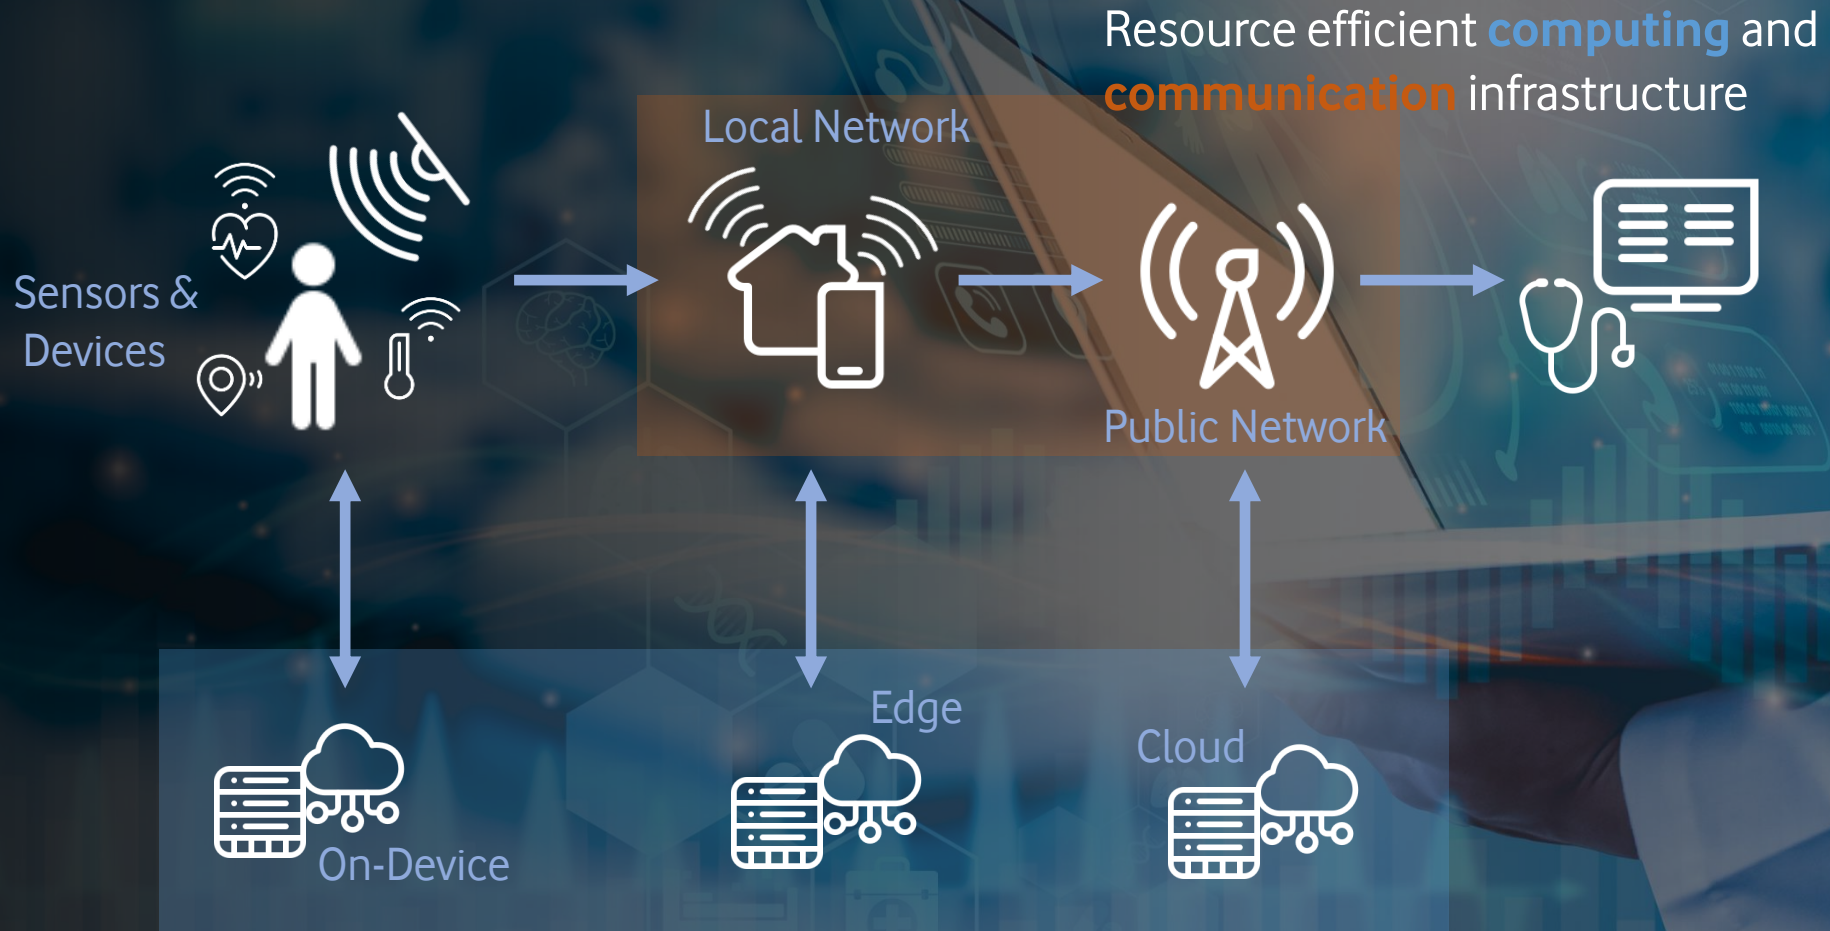 Resource efficient computing and
communication infrastructure
Local Network
Sensors &
Devices
Public Network
Edge
Cloud
On-Device